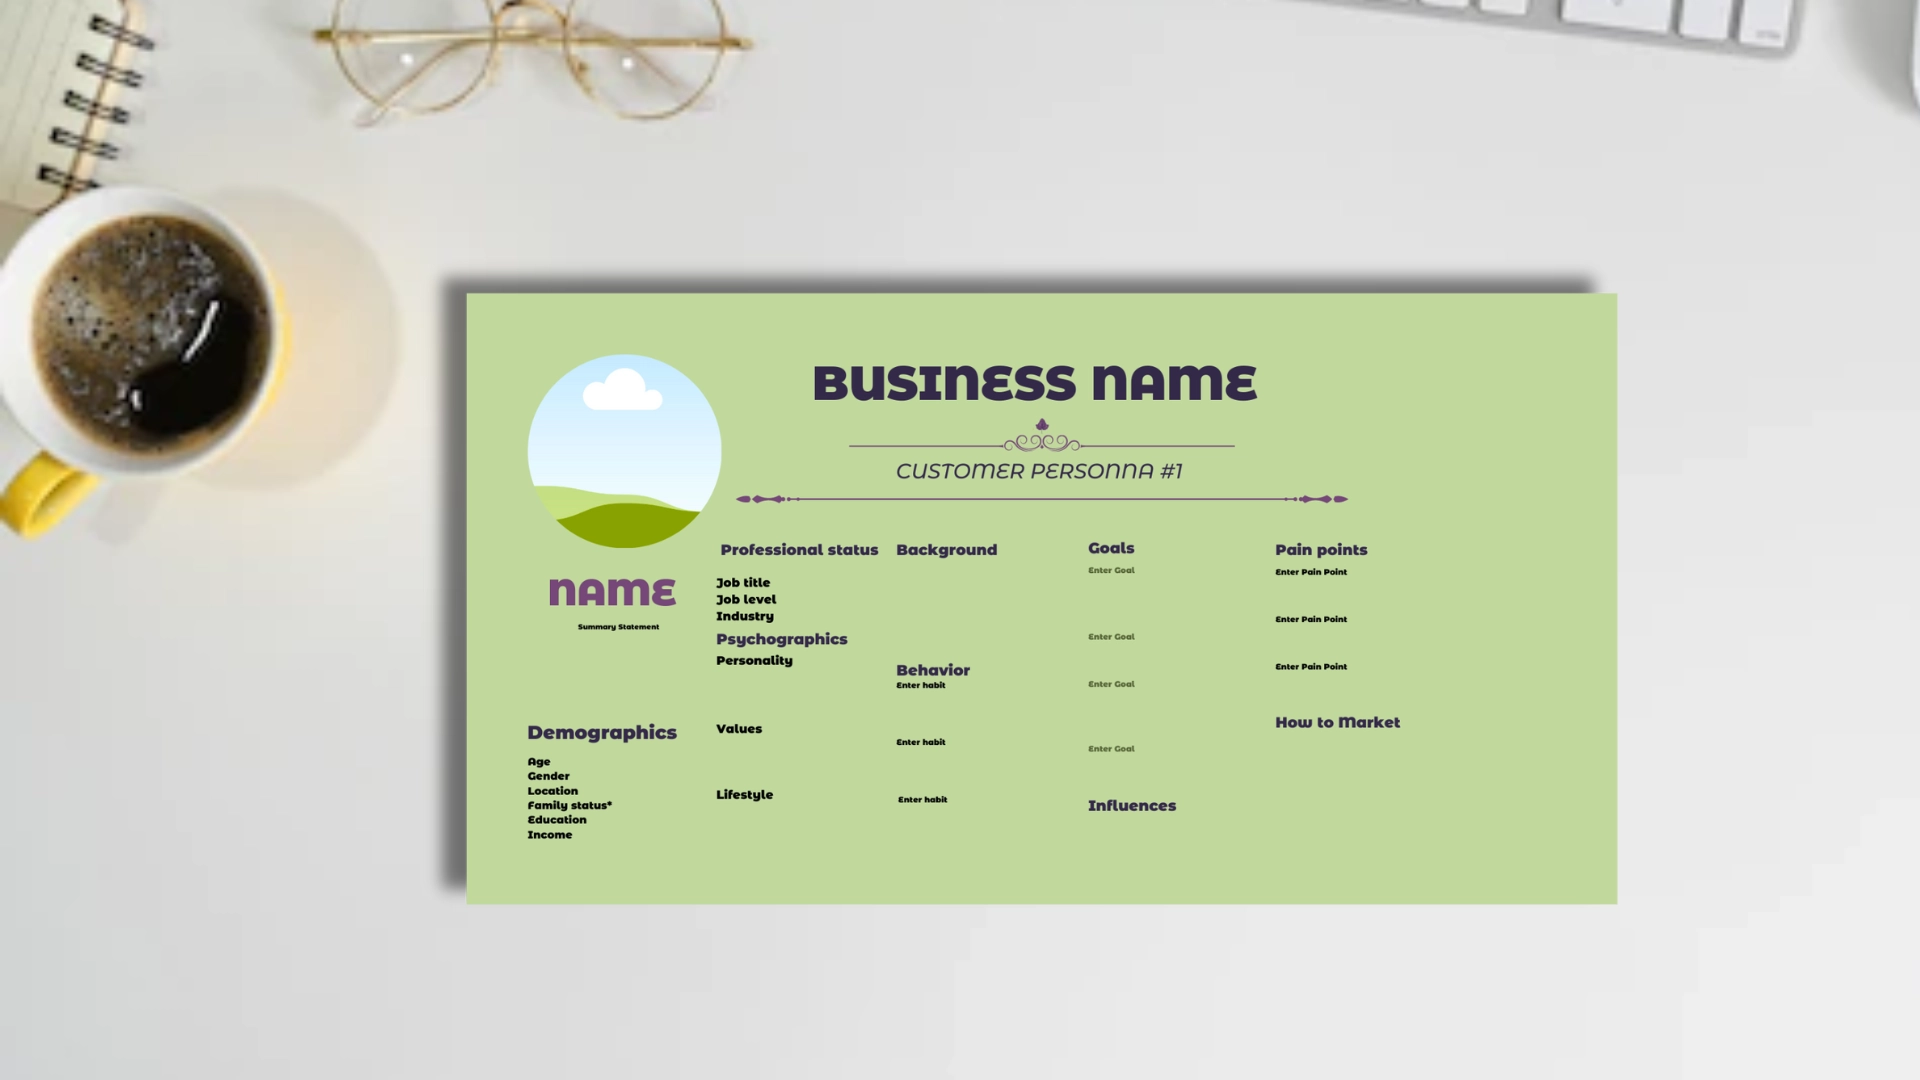 BUSINESS NAME
CUSTOMER PERSONNA #1
NAME
Summary Statement
Demographics
Age
Gender
Location
Family status*
Education
Income
Professional status
Job title
Job level
Industry
Psychographics
Personality
Values
Lifestyle
Background
Behavior
Enter habit
Enter habit
Enter habit
Goals
Enter Goal
Enter Goal
Enter Goal
Enter Goal
Influences
Pain points
Enter Pain Point
Enter Pain Point
Enter Pain Point
How to Market